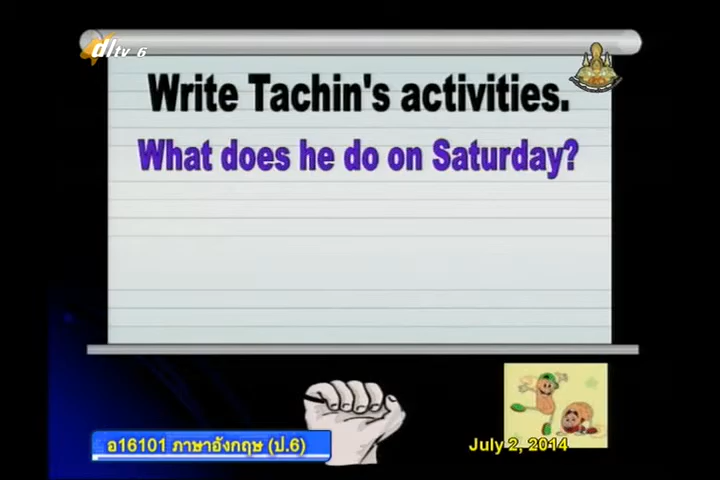 dltv 6
Write Tachin's activities.
What does he do on Saturday?
อ16101 ภาษาอังกฤษ (ป.6)
July 2, 2014